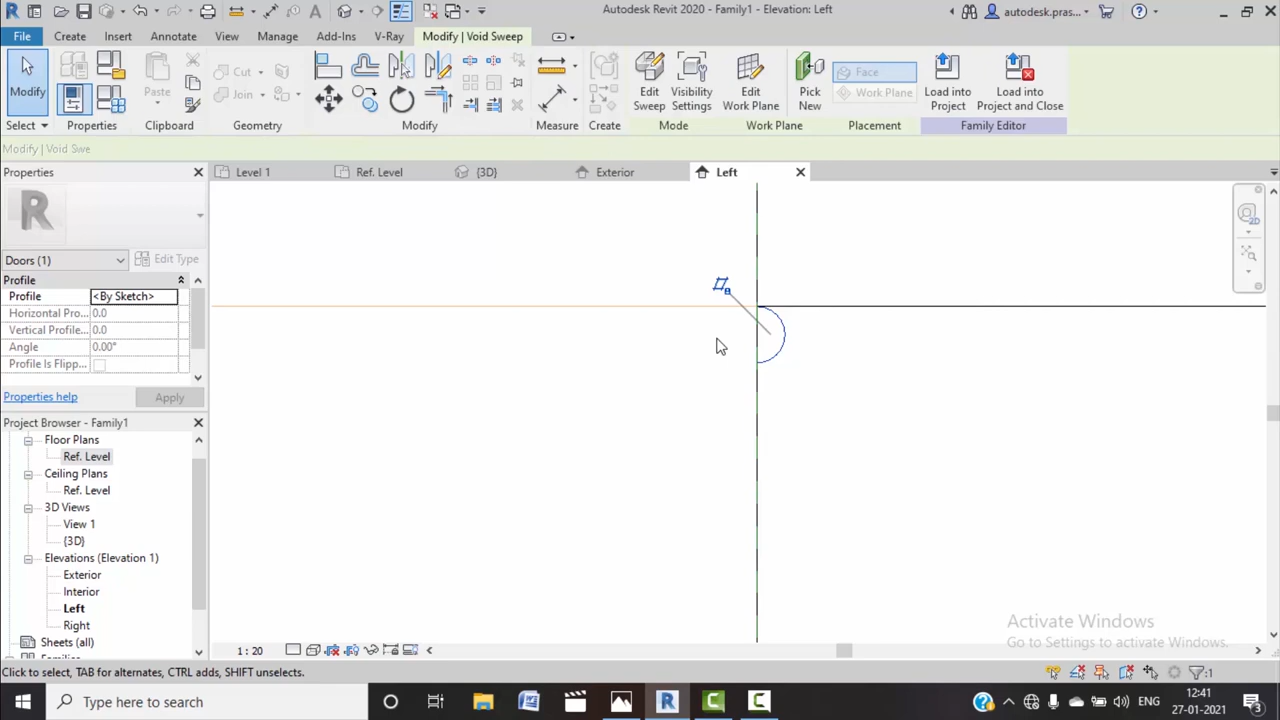 Autodesk Revit 2020 - Family1 - Elevation: Left
autodesk.pras...
File Create Insert Annotate View Manage Add-Ins V-Ray Modify | Void Sweep
Modify
Paste
Cut
Join
Edit Sweep
Visibility Settings
Edit Work Plane
Pick New
Face
Work Plane
Load into Project
Load into Project and Close
Select Properties Clipboard Geometry Modify Measure Create Mode Work Plane Placement Family Editor
Modify | Void Swe
Properties
Level 1 Ref. Level {3D} Exterior Left
R
Doors (1) Edit Type
Profile
Profile <By Sketch>
Horizontal Pro... 0.0
Vertical Profile... 0.0
Angle 0.00°
Profile Is Flipp...
Properties help Apply
Project Browser - Family1
Floor Plans
Ref. Level
Ceiling Plans
Ref. Level
3D Views
View 1
{3D}
Elevations (Elevation 1)
Exterior
Interior
Left
Right
Sheets (all)
2D
Activate Windows
Go to Settings to activate Windows.
1 : 20
Click to select, TAB for alternates, CTRL adds, SHIFT unselects.
:1
Type here to search
ENG
12:41
27-01-2021
3